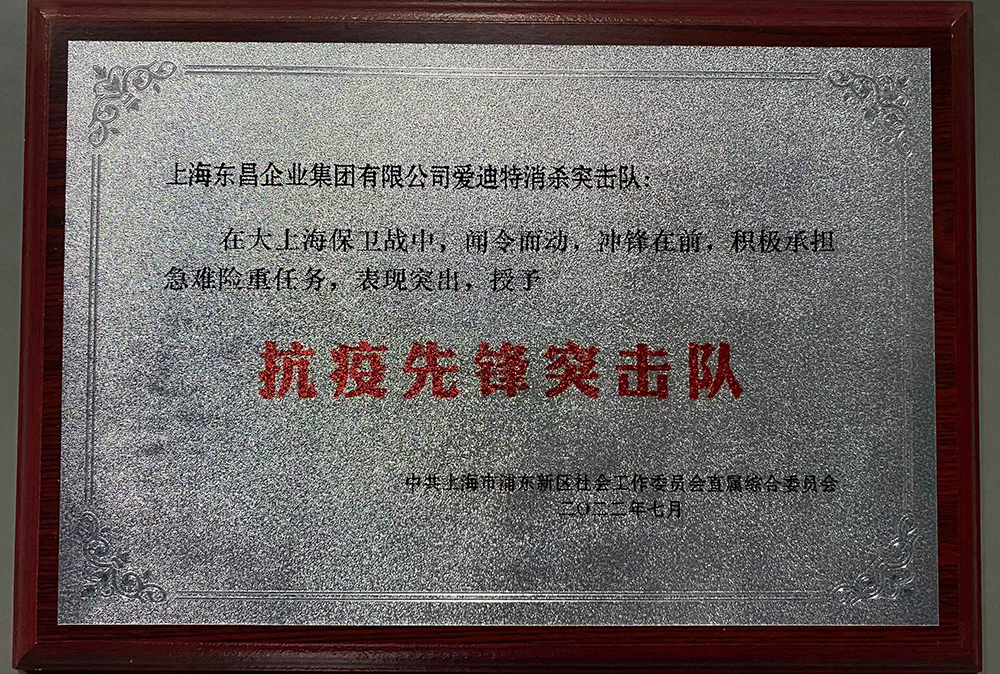 上海东昌企业集团有限公司爱迪特消杀突击队：
在大上海保卫战中，闻令而动，冲锋在前，积极承担
急难险重任务，表现突出，授予
抗疫先锋突击队
中共上海市浦东新区社会工作委员会直属综合委员会
二〇二二年七月